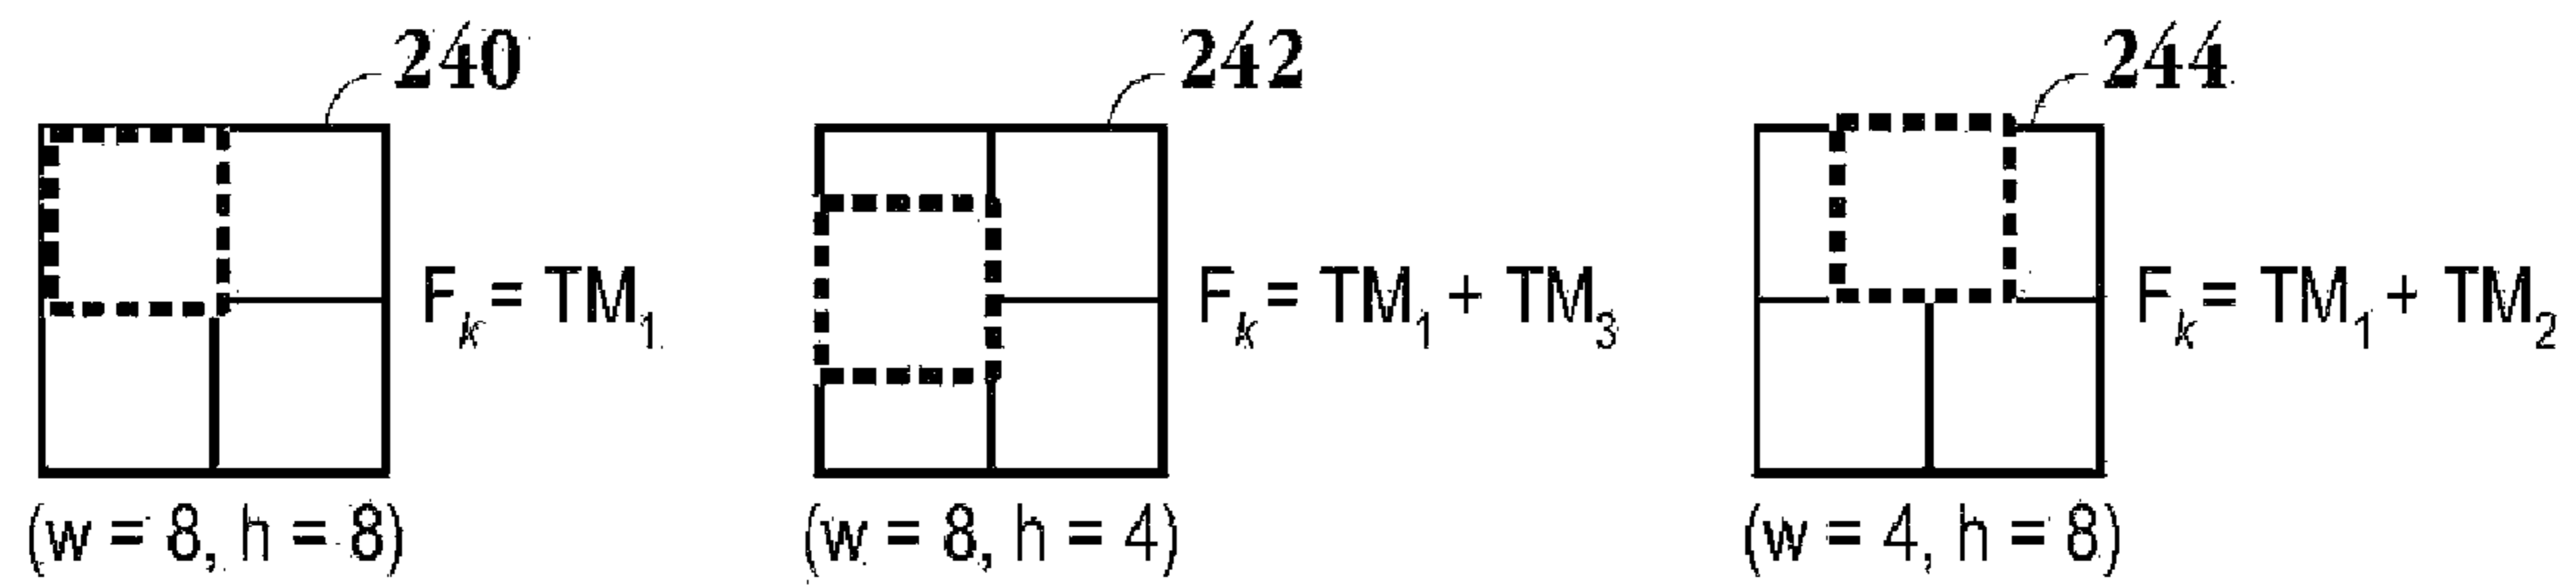 240 242 244
F_k = TM_1 F_k = TM_1 + TM_3 F_k = TM_1 + TM_2
(w = 8, h = 8) (w = 8, h = 4) (w = 4, h = 8)